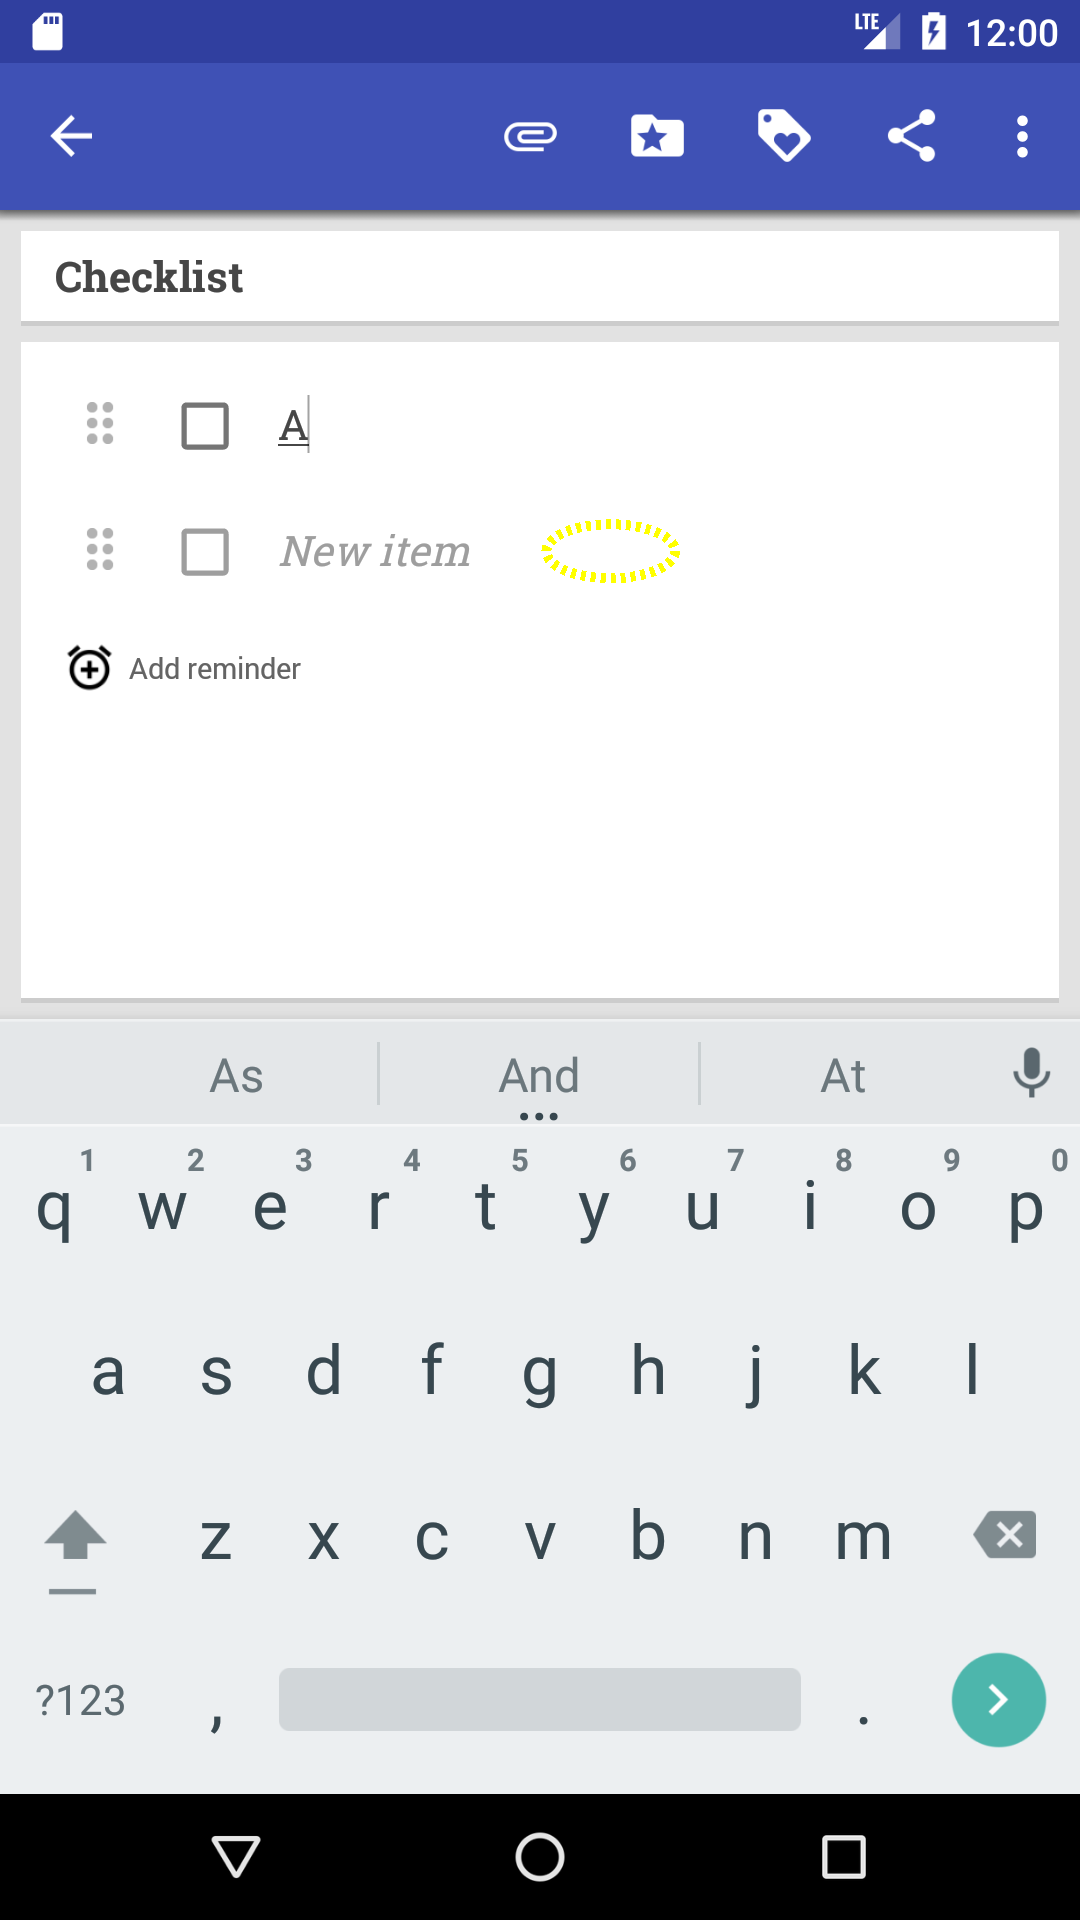 LTE 12:00
Checklist
A
New item
Add reminder
As And At
1 2 3 4 5 6 7 8 9 0
q w e r t y u i o p
a s d f g h j k l
z x c v b n m
?123 , .